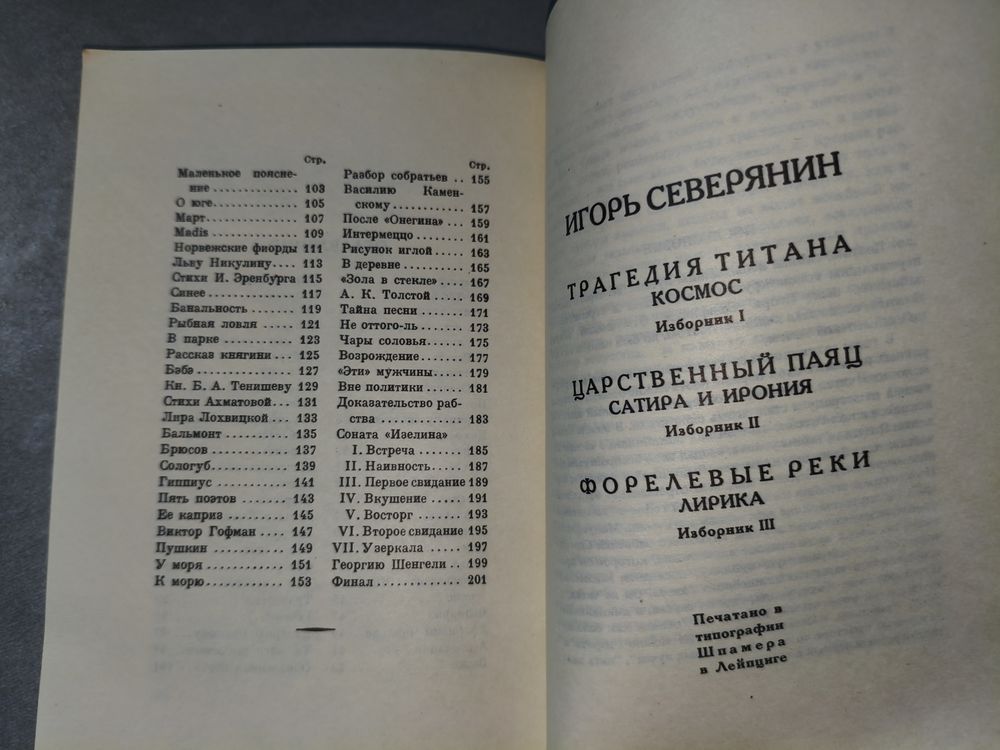 Стр.
Маленькое поясне-
ние ............. 103
О юге............ 105
Март............. 107
Madis ............ 109
Норвежские фиорды 111
Льву Никулину.... 113
Стихи И. Эренбурга 115
Синее ............ 117
Банальность ....... 119
Рыбная ловля ..... 121
В парке ........... 123
Рассказ княгини ... 125
Бэбэ .............. 127
Кн. Б. А. Тенишеву 129
Стихи Ахматовой... 131
Лира Лохвицкой ... 133
Бальмонт .......... 135
Брюсов ........... 137
Сологуб........... 139
Гиппиус .......... 141
Пять поэтов ....... 143
Ее каприз ......... 145
Виктор Гофман .... 147
Пушкин ........... 149
У моря ........... 151
К морю............ 153
Стр.
Разбор собратьев .. 155
Василию Камен-
скому........... 157
После «Онегина» ... 159
Интермеццо ....... 161
Рисунок иглой..... 163
В деревне ......... 165
«Зола в стекле» ... 167
А. К. Толстой ..... 169
Тайна песни ...... 171
Не оттого-ль ...... 173
Чары соловья...... 175
Возрождение....... 177
«Эти» мужчины.... 179
Вне политики ...... 181
Доказательство раб-
ства ............. 183
Соната «Изелина»
I. Встреча ...... 185
II. Наивность..... 187
III. Первое свидание 189
IV. Вкушение ..... 191
V. Восторг ...... 193
VI. Второе свидание 195
VII. У зеркала ..... 197
Георгию Шенгели .. 199
Финал ............ 201
ИГОРЬ СЕВЕРЯНИН
ТРАГЕДИЯ ТИТАНА
КОСМОС
Изборник I
ЦАРСТВЕННЫЙ ПАЯЦ
САТИРА И ИРОНИЯ
Изборник II
ФОРЕЛЕВЫЕ РЕКИ
ЛИРИКА
Изборник III
Печатано в
типографии
Шпамера
в Лейпциге